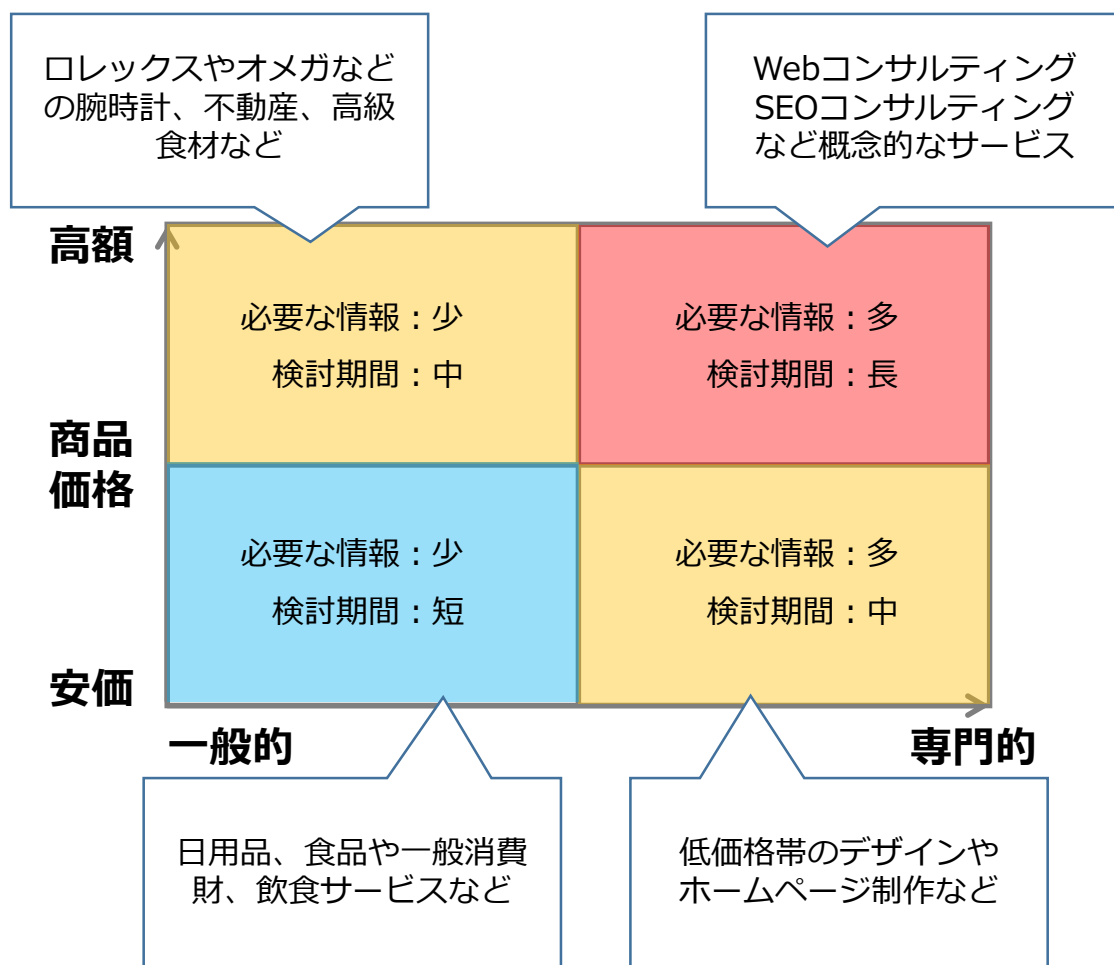 ロレックスやオメガなど
の腕時計、不動産、高級
食材など
Webコンサルティング
SEOコンサルティング
など概念的なサービス
高額
必要な情報：少
検討期間：中
必要な情報：多
検討期間：長
商品
価格
必要な情報：少
検討期間：短
必要な情報：多
検討期間：中
安価
一般的
専門的
日用品、食品や一般消費
財、飲食サービスなど
低価格帯のデザインや
ホームページ制作など